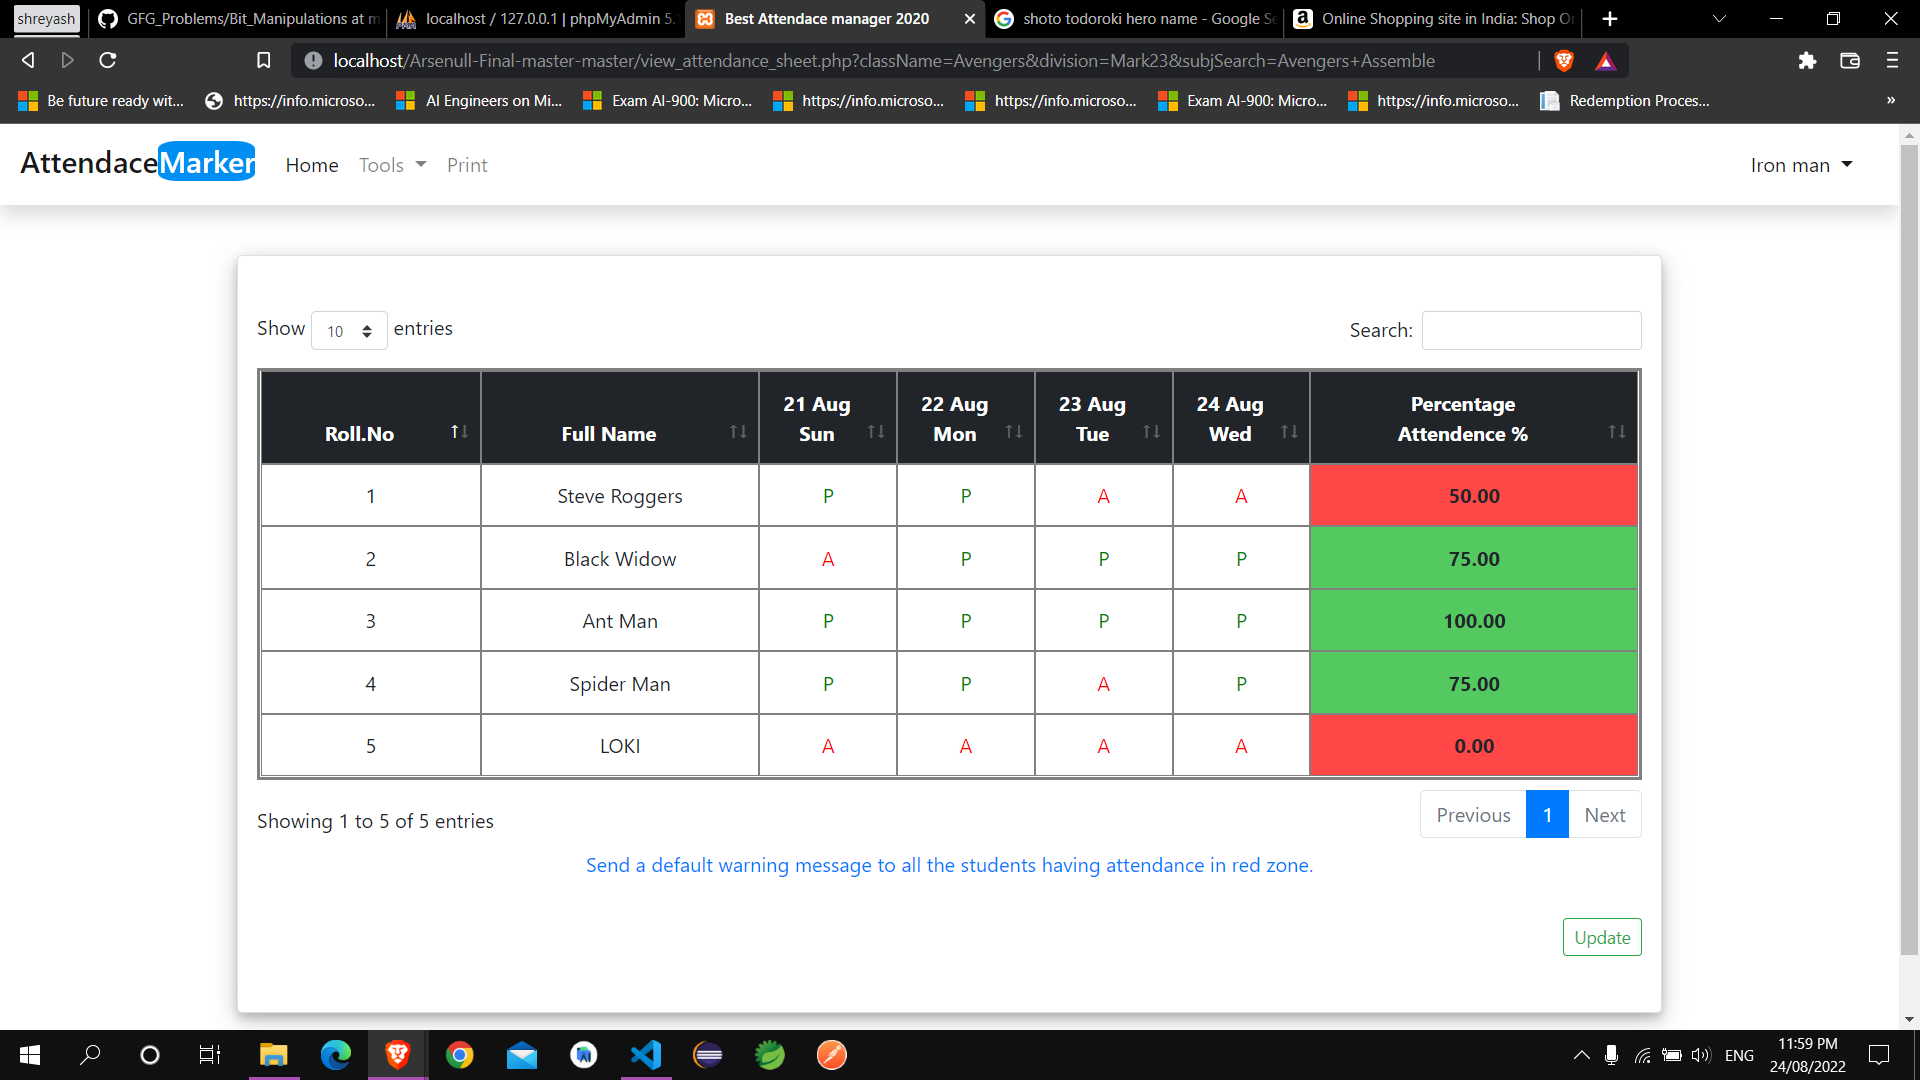 shreyash
GFG_Problems/Bit_Manipulations at m
localhost / 127.0.0.1 | phpMyAdmin 5.
Best Attendace manager 2020
shoto todoroki hero name - Google Se
Online Shopping site in India: Shop On
localhost/Arsenull-Final-master-master/view_attendance_sheet.php?className=Avengers&division=Mark23&subjSearch=Avengers+Assemble
Be future ready wit...
https://info.microso...
AI Engineers on Mi...
Exam AI-900: Micro...
https://info.microso...
https://info.microso...
Exam AI-900: Micro...
https://info.microso...
Redemption Proces...
»
AttendaceMarker Home Tools Print Iron man
Show 10 entries Search:
Roll.No Full Name 21 Aug Sun 22 Aug Mon 23 Aug Tue 24 Aug Wed Percentage Attendence %
1 Steve Roggers P P A A 50.00
2 Black Widow A P P P 75.00
3 Ant Man P P P P 100.00
4 Spider Man P P A P 75.00
5 LOKI A A A A 0.00
Showing 1 to 5 of 5 entries Previous 1 Next
Send a default warning message to all the students having attendance in red zone.
Update
ENG
11:59 PM
24/08/2022